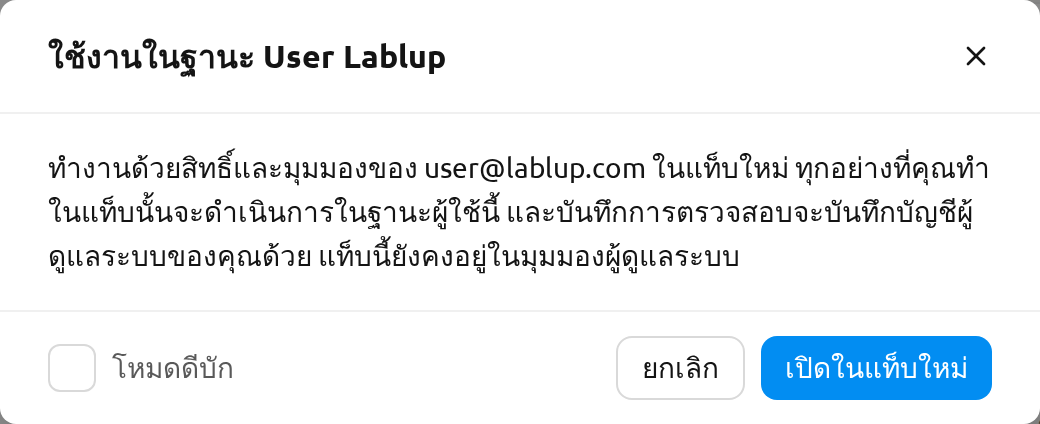 ใช้งานในฐานะ User Lablup
ทำงานด้วยสิทธิ์และมุมมองของ user@lablup.com ในแท็บใหม่ ทุกอย่างที่คุณทำ
ในแท็บนั้นจะดำเนินการในฐานะผู้ใช้นี้ และบันทึกการตรวจสอบจะบันทึกบัญชีผู้
ดูแลระบบของคุณด้วย แท็บนี้ยังคงอยู่ในมุมมองผู้ดูแลระบบ
โหมดดีบัก
ยกเลิก
เปิดในแท็บใหม่